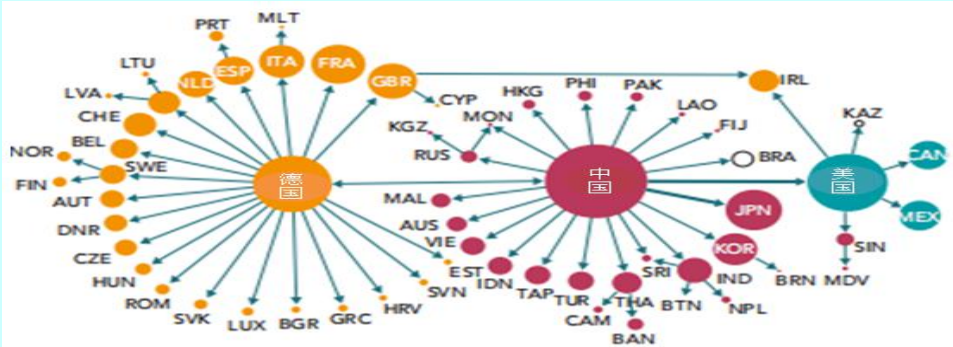 MLT
PRT
ITA
FRA
ESP
LTU
NLD
GBR
LVA
CYP
CHE
BEL
NOR
SWE
FIN
AUT
DNR
CZE
HUN
ROM
SVK
LUX
BGR
GRC
HRV
SVN
EST
德
国
IRL
HKG
PHI
PAK
LAO
FIJ
MON
KGZ
RUS
BRA
MAL
AUS
VIE
IDN
TAP
TUR
THA
CAM
BAN
SRI
BTN
IND
NPL
BRN
KOR
JPN
中
国
KAZ
CAN
MEX
SIN
MDV
美
国